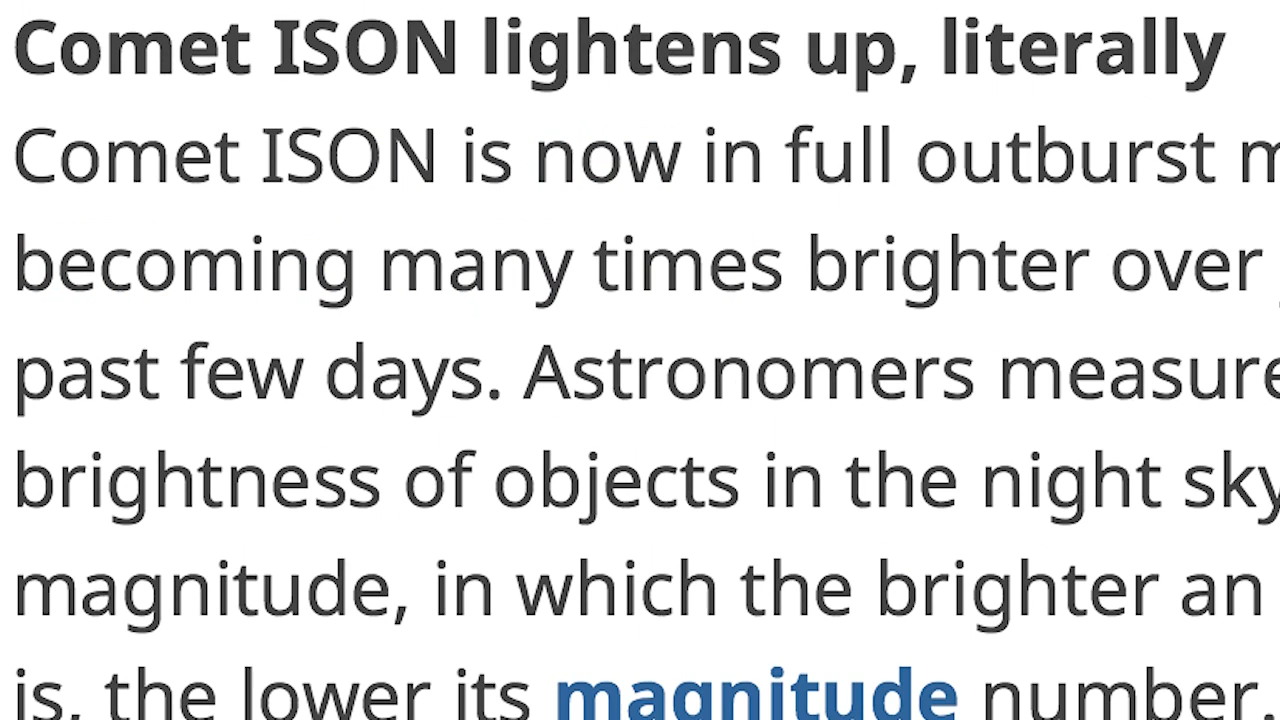 Comet ISON lightens up, literally
Comet ISON is now in full outburst
becoming many times brighter over
past few days. Astronomers measure
brightness of objects in the night sky
magnitude, in which the brighter an
is, the lower its magnitude number.